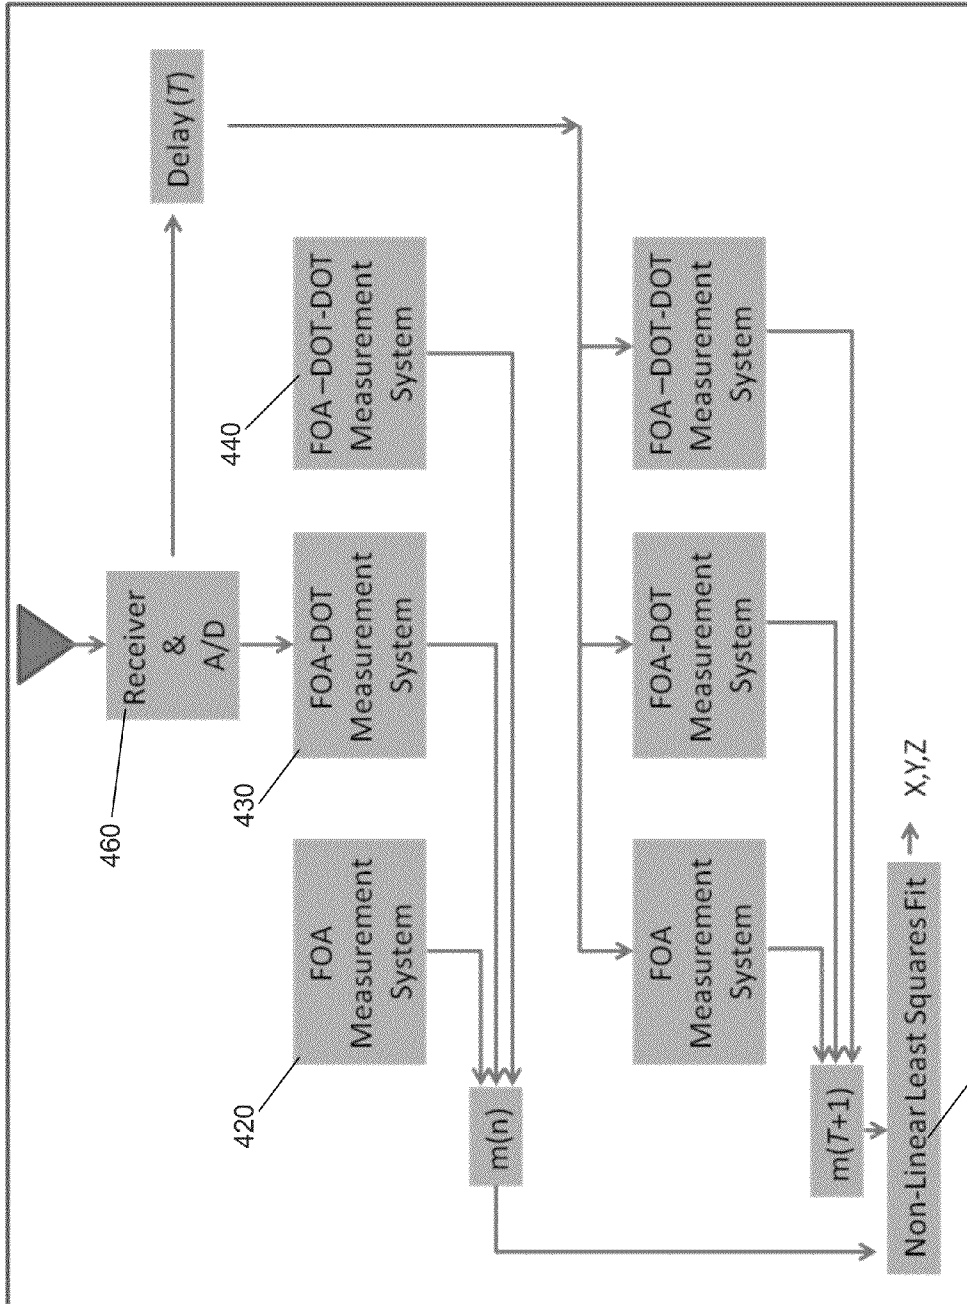 460
Receiver
&
A/D
Delay (T)
420
FOA
Measurement
System
430
FOA-DOT
Measurement
System
440
FOA–DOT-DOT
Measurement
System
m(n)
FOA
Measurement
System
FOA-DOT
Measurement
System
FOA–DOT-DOT
Measurement
System
m(T+1)
Non-Linear Least Squares Fit
X,Y,Z